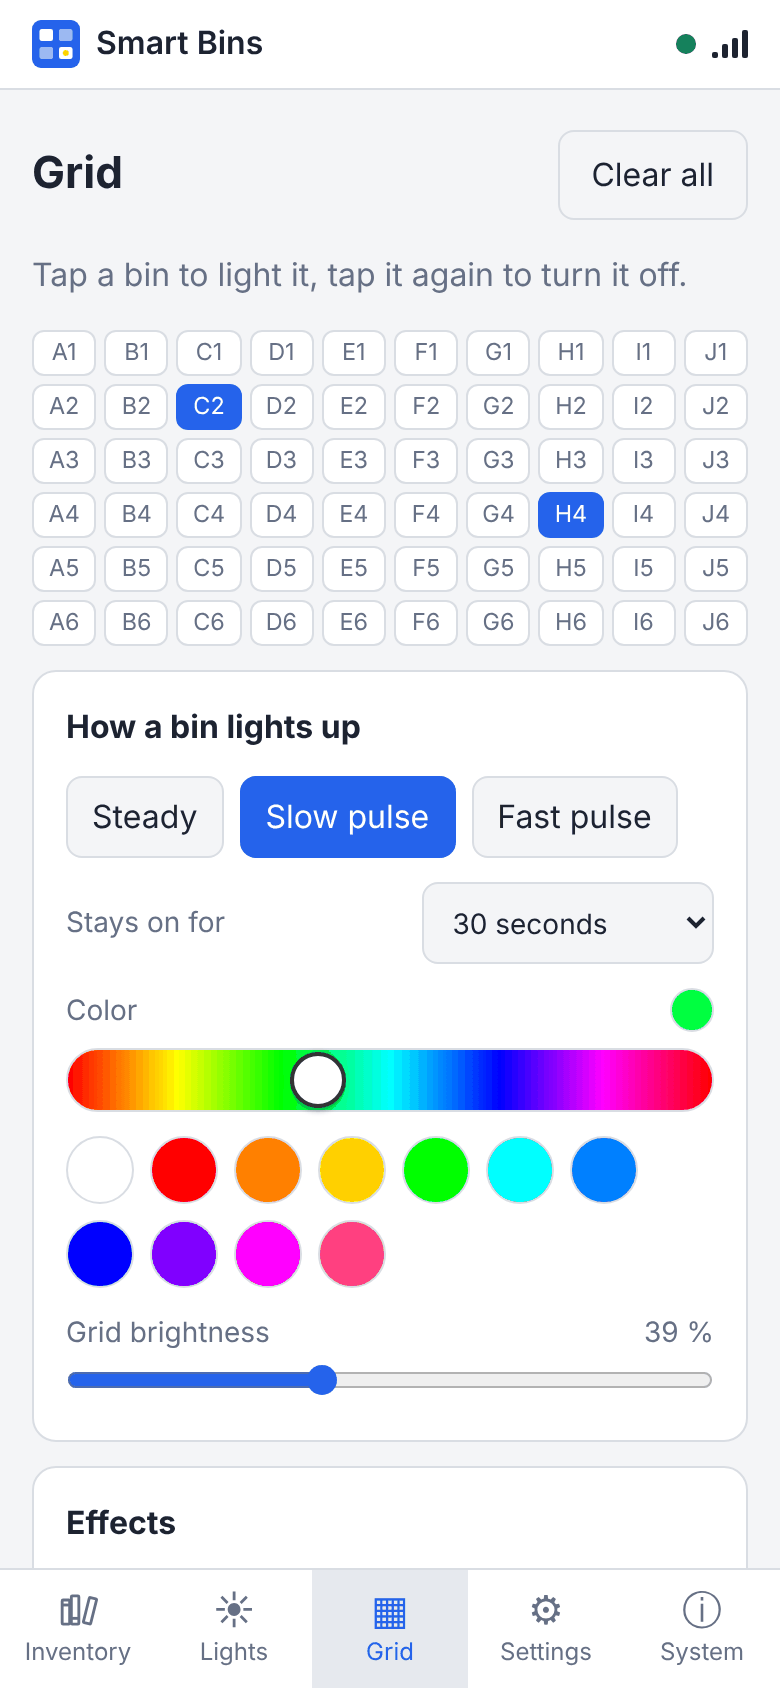 Smart Bins
Grid
Clear all
Tap a bin to light it, tap it again to turn it off.
A1 B1 C1 D1 E1 F1 G1 H1 I1 J1
A2 B2 C2 D2 E2 F2 G2 H2 I2 J2
A3 B3 C3 D3 E3 F3 G3 H3 I3 J3
A4 B4 C4 D4 E4 F4 G4 H4 I4 J4
A5 B5 C5 D5 E5 F5 G5 H5 I5 J5
A6 B6 C6 D6 E6 F6 G6 H6 I6 J6
How a bin lights up
Steady Slow pulse Fast pulse
Stays on for 30 seconds
Color
Grid brightness 39 %
Effects
Inventory Lights Grid Settings System